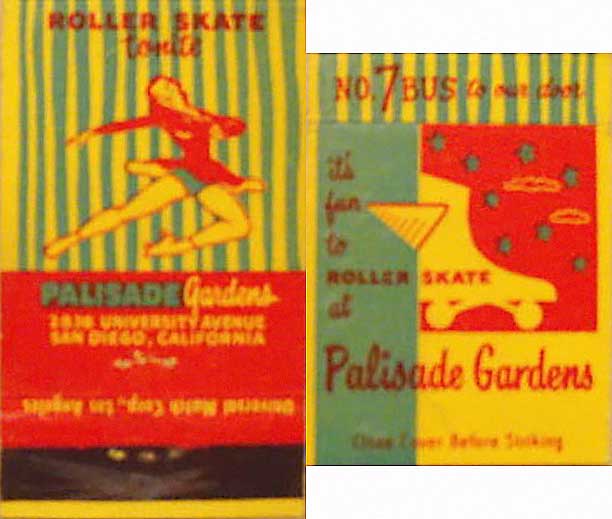 ROLLER SKATE
tonite
PALISADE Gardens
2838 UNIVERSITY AVENUE
SAN DIEGO, CALIFORNIA
Universal Match Corp., Los Angeles
NO. 7 BUS to our door
it's
fun
to
ROLLER SKATE
at
Palisade Gardens
Close Cover Before Striking